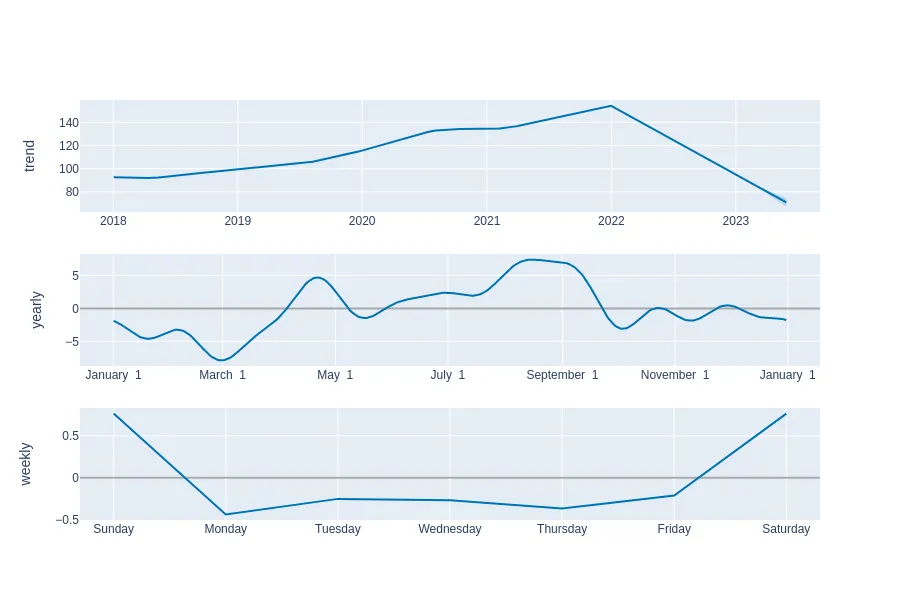 trend
140
120
100
80
2018 2019 2020 2021 2022 2023
yearly
5
0
−5
January 1 March 1 May 1 July 1 September 1 November 1 January 1
weekly
0.5
0
−0.5
Sunday Monday Tuesday Wednesday Thursday Friday Saturday